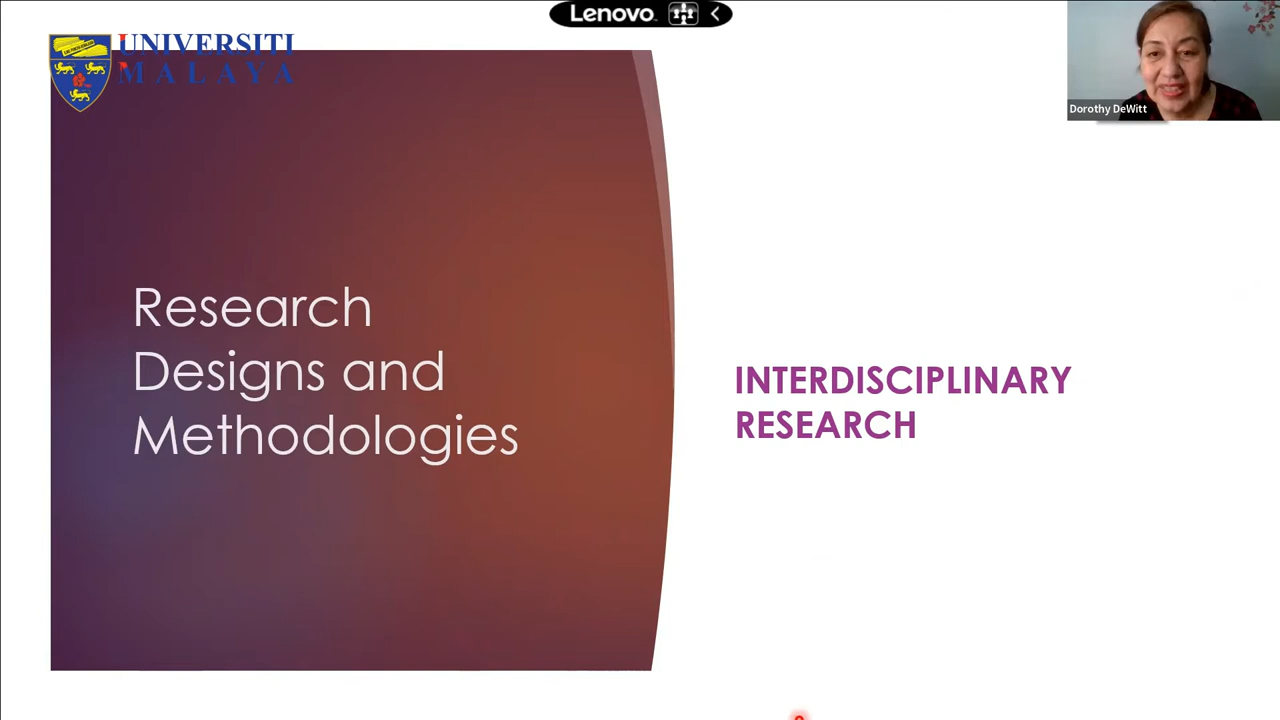 Lenovo
UNIVERSITI
MALAYA
Dorothy DeWitt
Research
Designs and
Methodologies
INTERDISCIPLINARY
RESEARCH